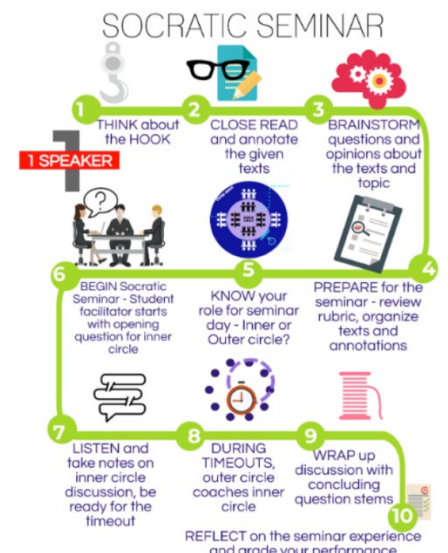 SOCRATIC SEMINAR
1
THINK about
the HOOK
2
CLOSE READ
and annotate
the given
texts
3
BRAINSTORM
questions and
opinions about
the texts and
topic
1
1 SPEAKER
4
PREPARE for the
seminar - review
rubric, organize
texts and
annotations
5
KNOW your
role for seminar
day - Inner or
Outer circle?
6
BEGIN Socratic
Seminar - Student
facilitator starts
with opening
question for inner
circle
?
7
LISTEN and
take notes on
inner circle
discussion, be
ready for the
timeout
8
DURING
TIMEOUTS,
outer circle
coaches inner
circle
9
WRAP up
discussion with
concluding
question stems
10
REFLECT on the seminar experience
and grade your performance